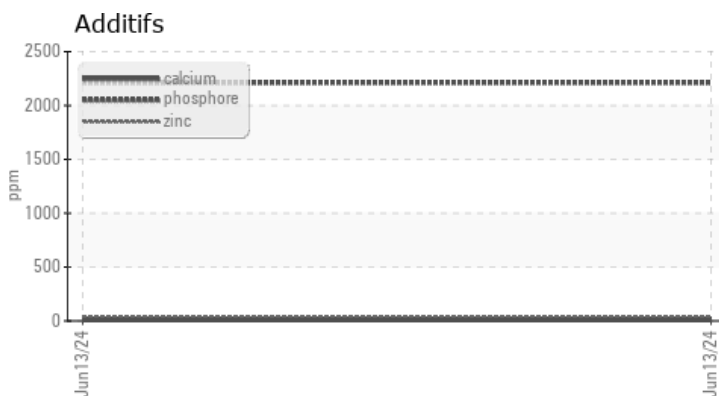 Additifs
2500
2000
1500
1000
500
0
ppm
calcium
phosphore
zinc
Jun13/24
Jun13/24